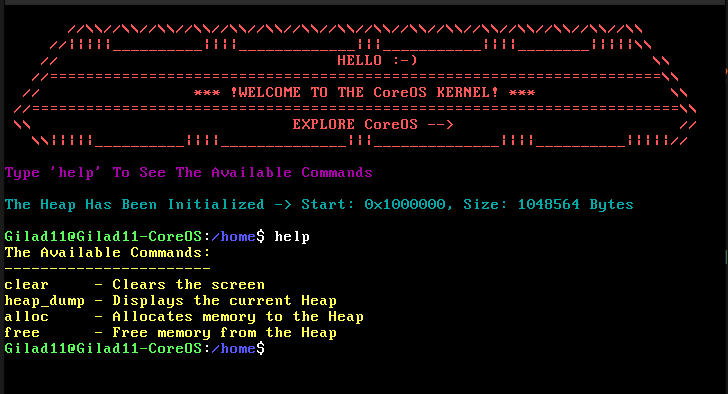 HELLO :-)
*** !WELCOME TO THE CoreOS KERNEL! ***
EXPLORE CoreOS -->
Type 'help' To See The Available Commands
The Heap Has Been Initialized -> Start: 0x1000000, Size: 1048564 Bytes
Gilad11@Gilad11-CoreOS:/home$ help
The Available Commands:
-----------------------
clear     - Clears the screen
heap_dump - Displays the current Heap
alloc     - Allocates memory to the Heap
free      - Free memory from the Heap
Gilad11@Gilad11-CoreOS:/home$